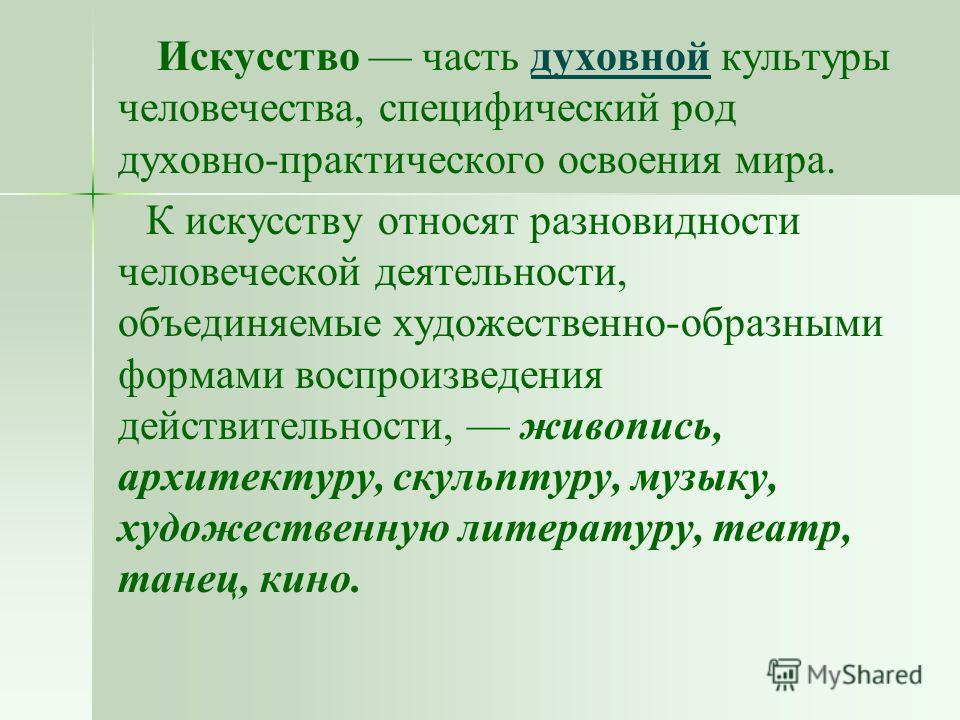 Искусство — часть духовной культуры
человечества, специфический род
духовно-практического освоения мира.
К искусству относят разновидности
человеческой деятельности,
объединяемые художественно-образными
формами воспроизведения
действительности, — живопись,
архитектуру, скульптуру, музыку,
художественную литературу, театр,
танец, кино.
MyShared